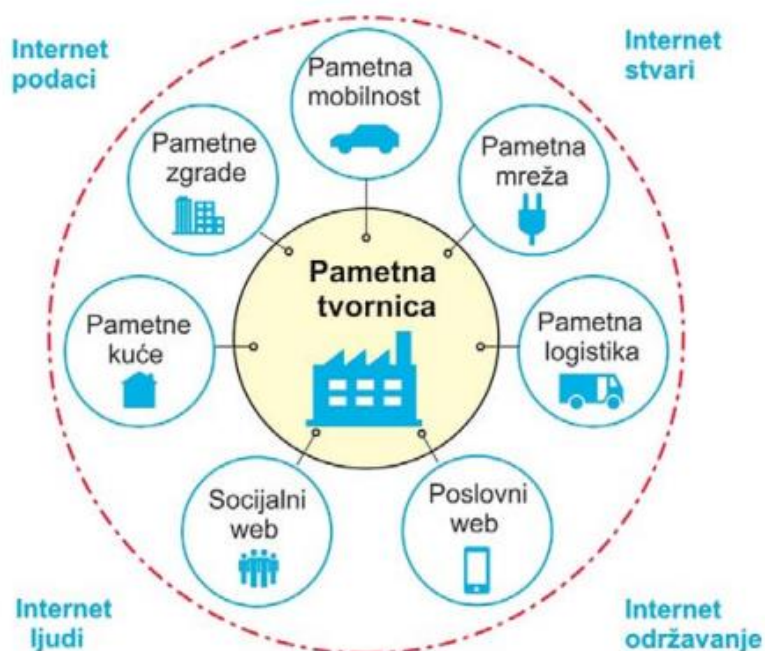 Internet
podaci
Internet
stvari
Pametna
mobilnost
Pametne
zgrade
Pametna
mreža
Pametna
tvornica
Pametne
kuće
Pametna
logistika
Socijalni
web
Poslovni
web
Internet
ljudi
Internet
održavanje